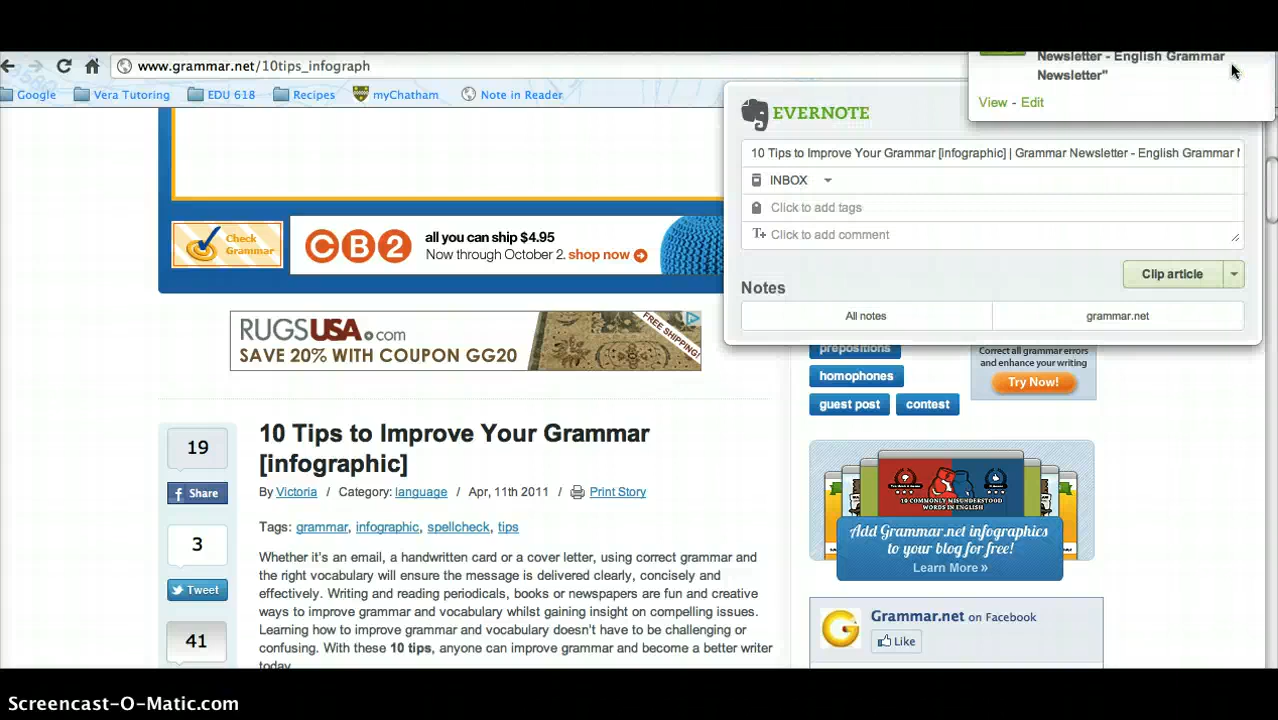 www.grammar.net/10tips_infograph
Google
Vera Tutoring
EDU 618
Recipes
myChatham
Note in Reader
Newsletter - English Grammar
Newsletter"
View - Edit
EVERNOTE
10 Tips to Improve Your Grammar [infographic] | Grammar Newsletter - English Grammar
INBOX
Click to add tags
T+ Click to add comment
Clip article
Notes
All notes
grammar.net
Check
Grammar
CB2
all you can ship $4.95
Now through October 2. shop now
RUGSUSA.com
SAVE 20% WITH COUPON GG20
FREE SHIPPING!
prepositions
homophones
guest post
contest
Correct all grammar errors
and enhance your writing
Try Now!
19
f Share
3
Tweet
41
10 Tips to Improve Your Grammar
[infographic]
By Victoria / Category: language / Apr, 11th 2011 / Print Story
Tags: grammar, infographic, spellcheck, tips
Whether it's an email, a handwritten card or a cover letter, using correct grammar and
the right vocabulary will ensure the message is delivered clearly, concisely and
effectively. Writing and reading periodicals, books or newspapers are fun and creative
ways to improve grammar and vocabulary whilst gaining insight on compelling issues.
Learning how to improve grammar and vocabulary doesn't have to be challenging or
confusing. With these 10 tips, anyone can improve grammar and become a better writer
today
10 COMMONLY MISUNDERSTOOD
WORDS IN ENGLISH
Add Grammar.net infographics
to your blog for free!
Learn More »
G
Grammar.net on Facebook
Like
Screencast-O-Matic.com